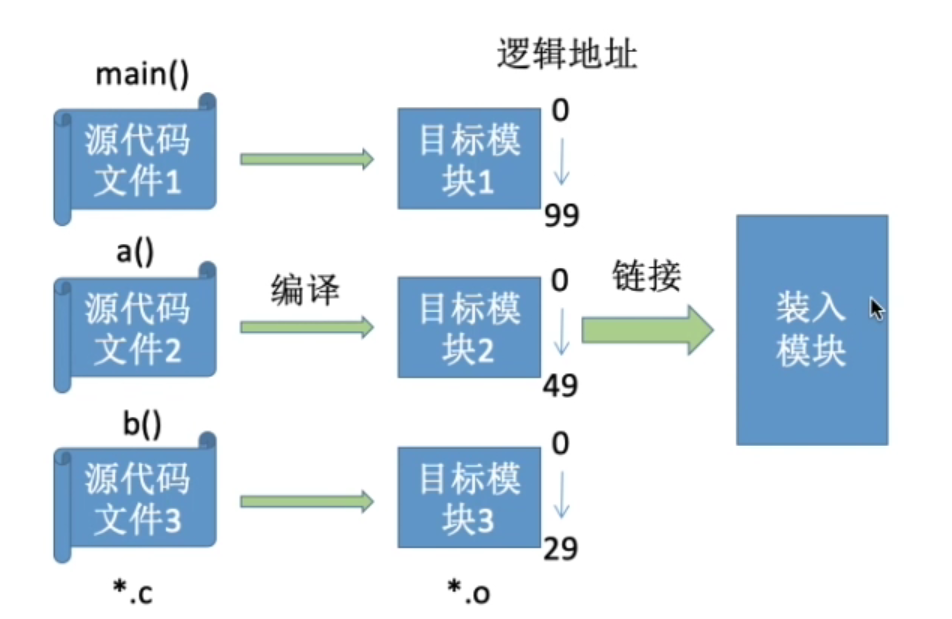 逻辑地址
main()
源代码
文件1
目标模
块1
0
99
a()
源代码
文件2
编译
目标模
块2
0
49
链接
装入
模块
b()
源代码
文件3
目标模
块3
0
29
*.c
*.o